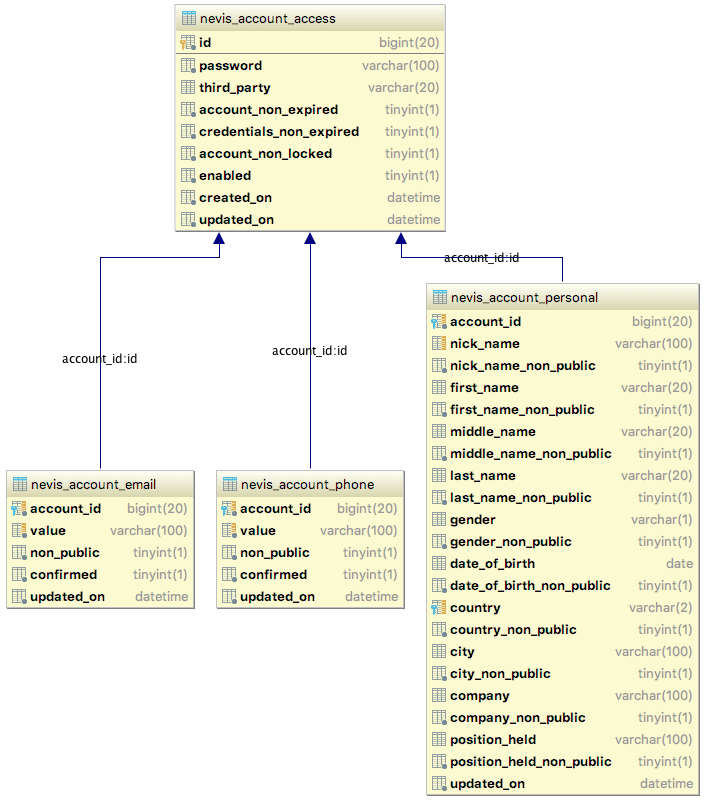 nevis_account_access
id bigint(20)
password varchar(100)
third_party varchar(20)
account_non_expired tinyint(1)
credentials_non_expired tinyint(1)
account_non_locked tinyint(1)
enabled tinyint(1)
created_on datetime
updated_on datetime
account_id:id
account_id:id
account_id:id
nevis_account_email
account_id bigint(20)
value varchar(100)
non_public tinyint(1)
confirmed tinyint(1)
updated_on datetime
nevis_account_phone
account_id bigint(20)
value varchar(100)
non_public tinyint(1)
confirmed tinyint(1)
updated_on datetime
nevis_account_personal
account_id bigint(20)
nick_name varchar(100)
nick_name_non_public tinyint(1)
first_name varchar(20)
first_name_non_public tinyint(1)
middle_name varchar(20)
middle_name_non_public tinyint(1)
last_name varchar(20)
last_name_non_public tinyint(1)
gender varchar(1)
gender_non_public tinyint(1)
date_of_birth date
date_of_birth_non_public tinyint(1)
country varchar(2)
country_non_public tinyint(1)
city varchar(100)
city_non_public tinyint(1)
company varchar(100)
company_non_public tinyint(1)
position_held varchar(100)
position_held_non_public tinyint(1)
updated_on datetime